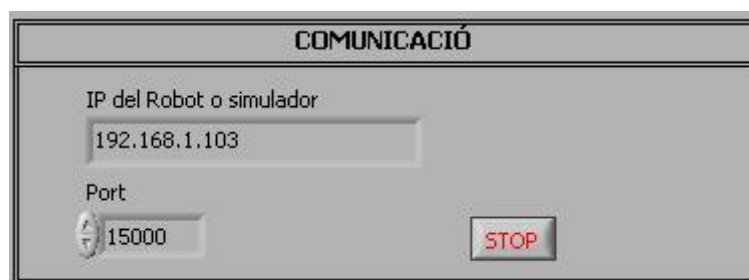 COMUNICACIÓ
IP del Robot o simulador
192.168.1.103
Port
15000
STOP